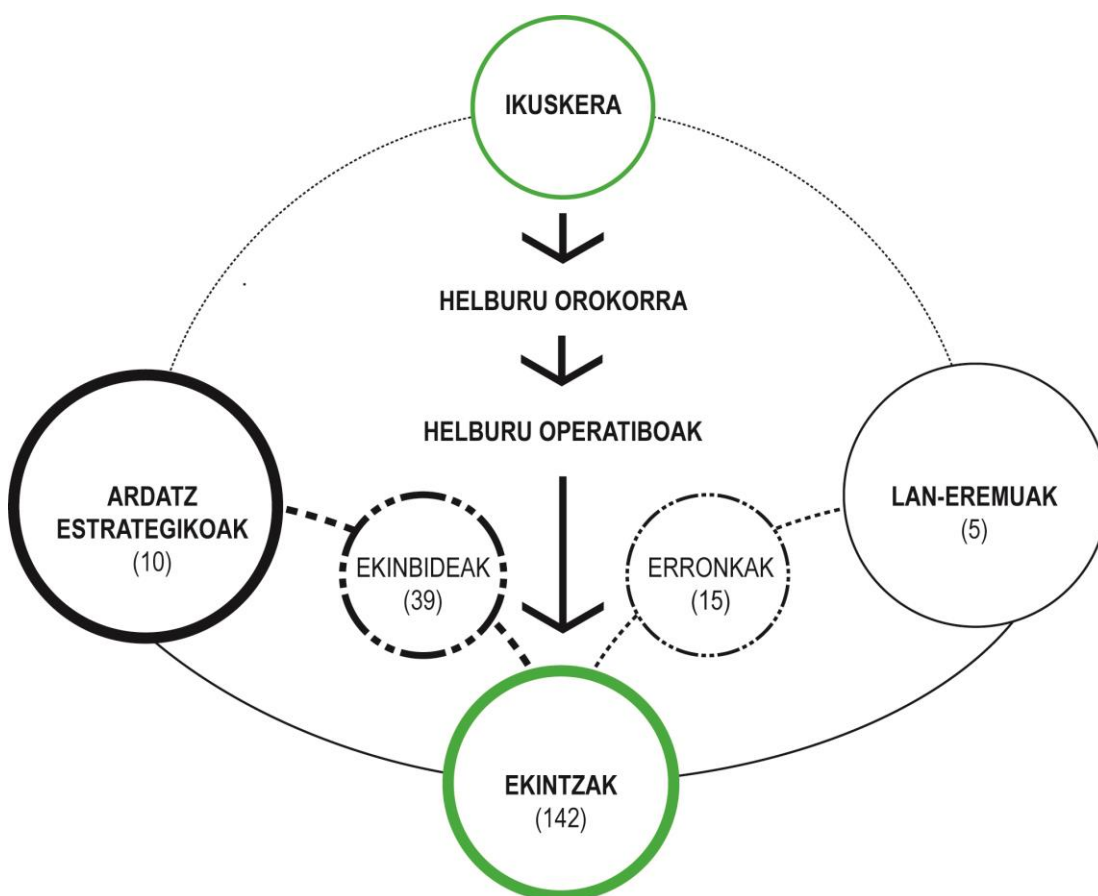 IKUSKERA
HELBURU OROKORRA
HELBURU OPERATIBOAK
ARDATZ
ESTRATEGIKOAK
(10)
EKINBIDEAK
(39)
ERRONKAK
(15)
LAN-EREMUAK
(5)
EKINTZAK
(142)